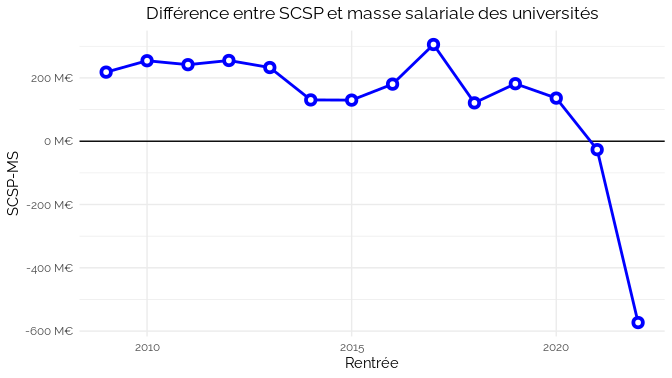 Différence entre SCSP et masse salariale des universités
SCSP-MS
200 M€
0 M€
-200 M€
-400 M€
-600 M€
2010
2015
2020
Rentrée